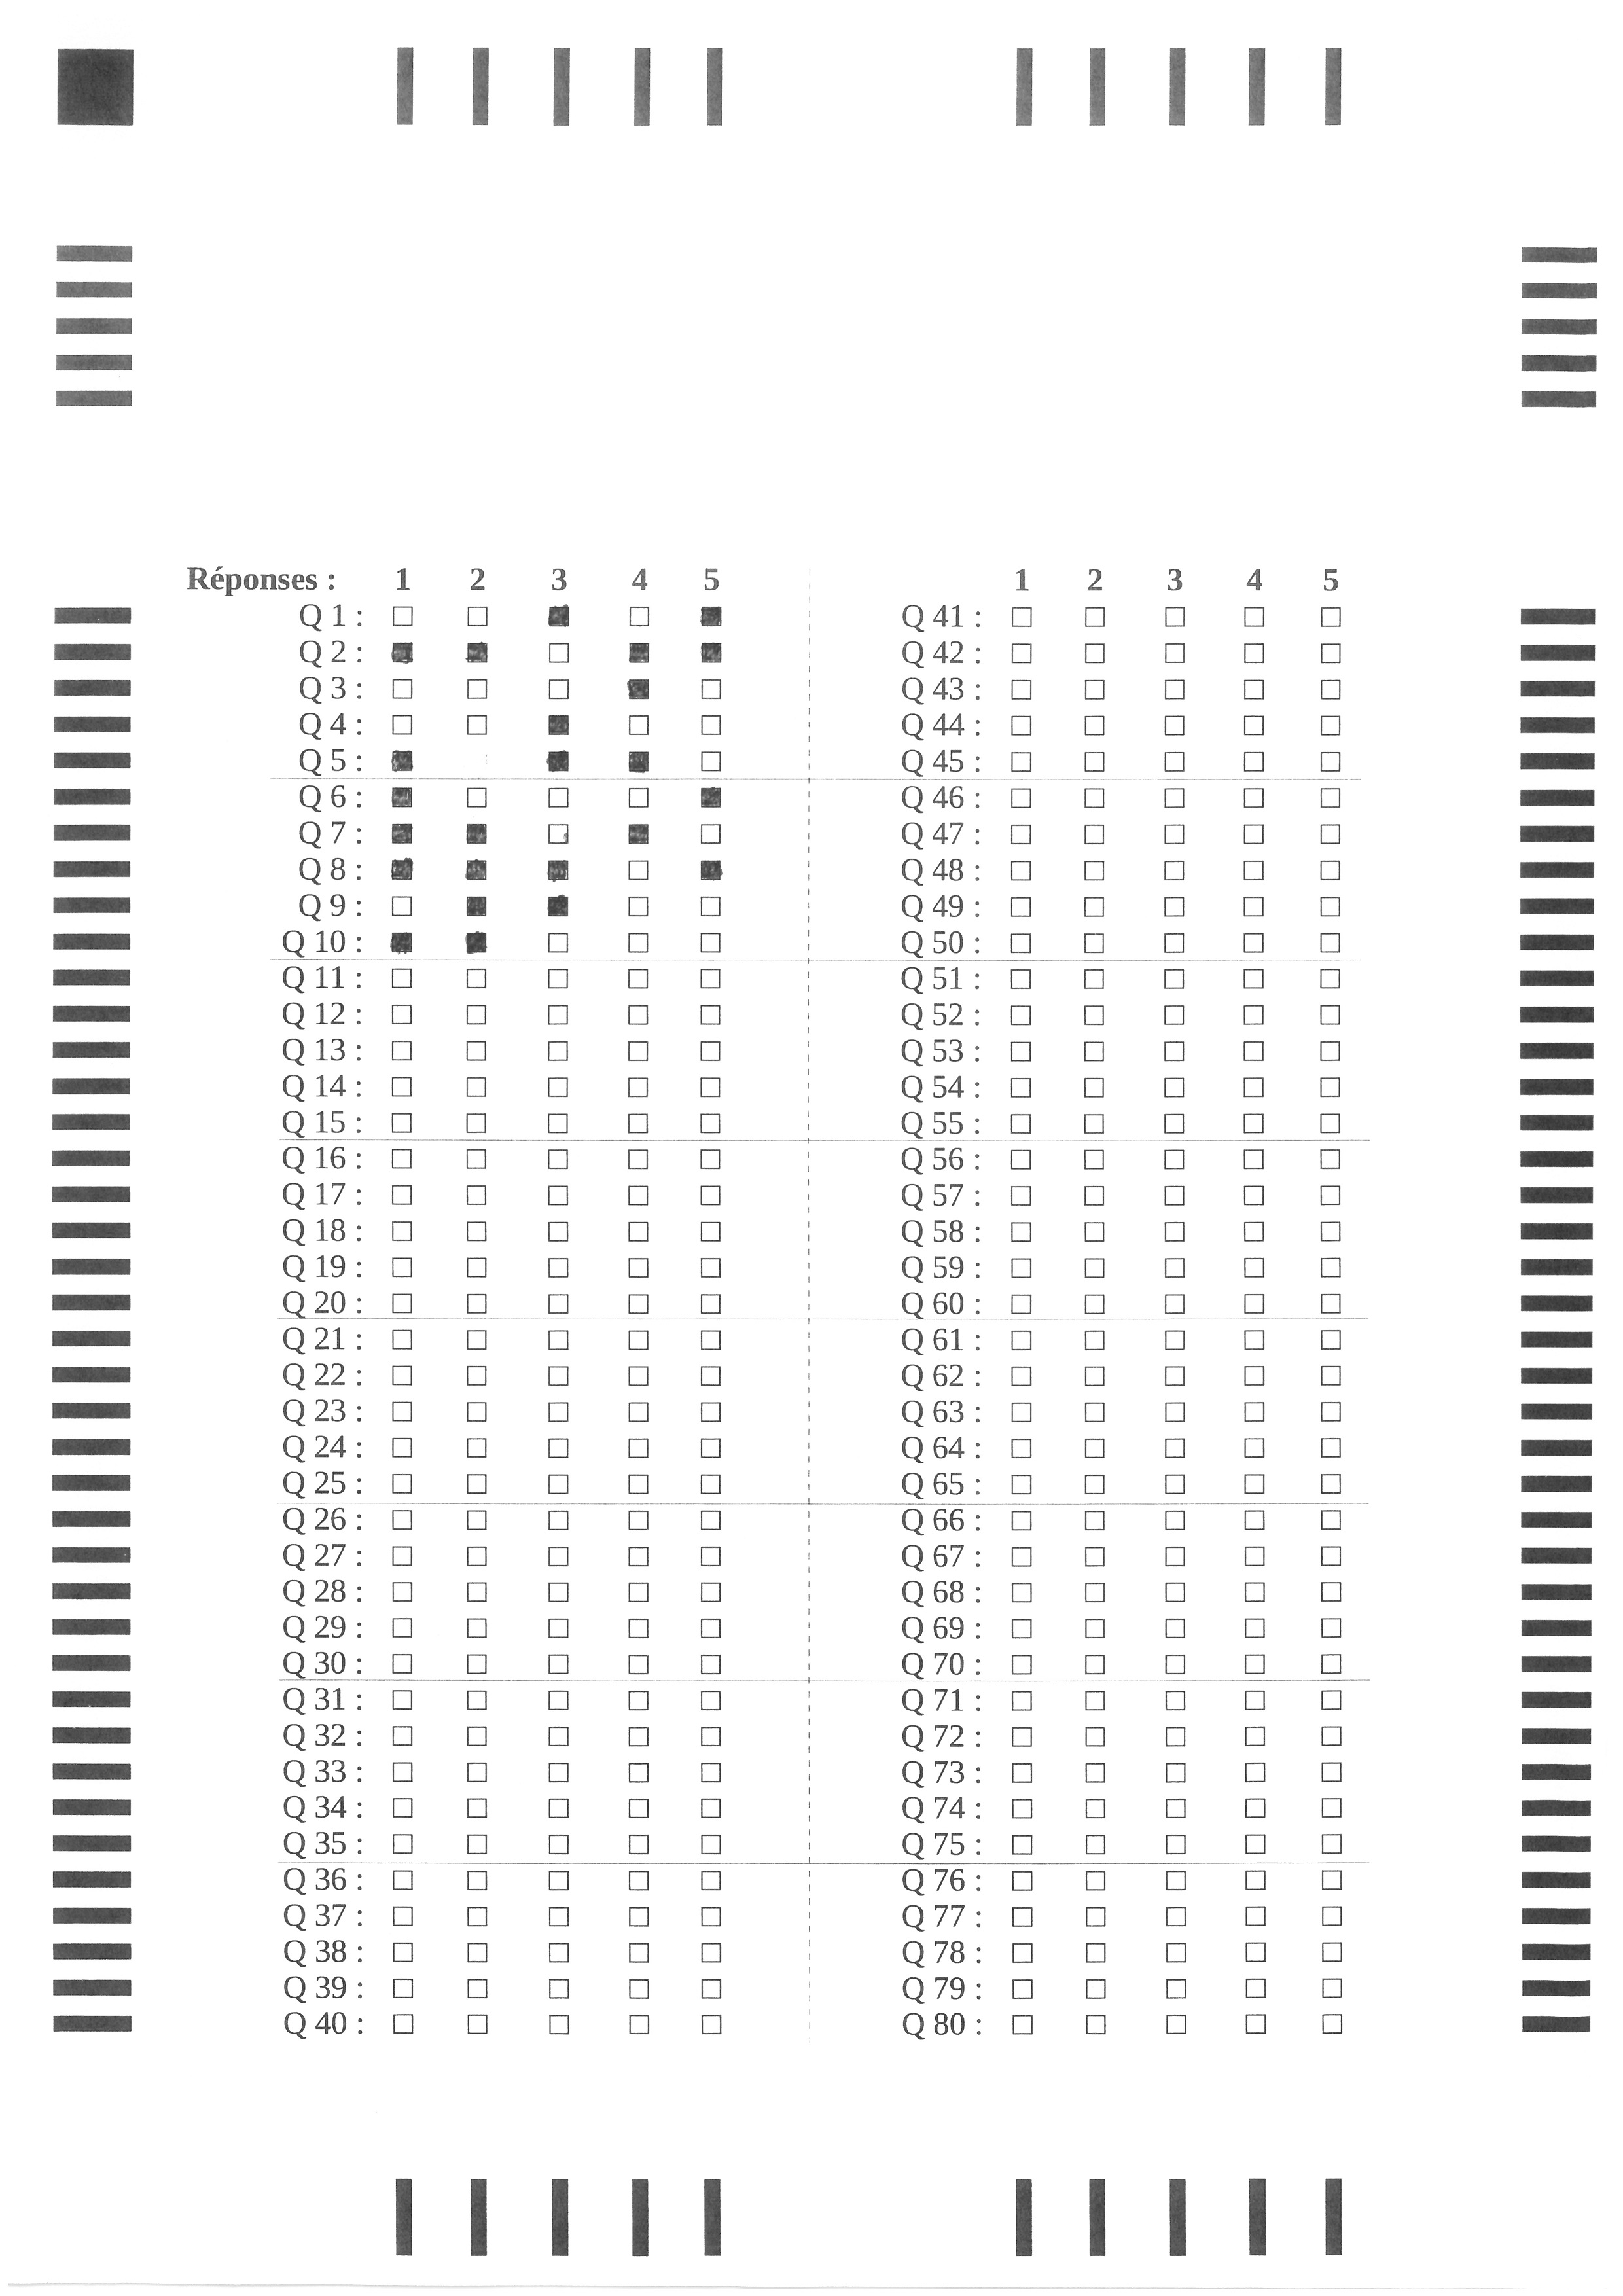 Réponses : 1 2 3 4 5
Q 1 :
Q 2 :
Q 3 :
Q 4 :
Q 5 :
Q 6 :
Q 7 :
Q 8 :
Q 9 :
Q 10 :
Q 11 :
Q 12 :
Q 13 :
Q 14 :
Q 15 :
Q 16 :
Q 17 :
Q 18 :
Q 19 :
Q 20 :
Q 21 :
Q 22 :
Q 23 :
Q 24 :
Q 25 :
Q 26 :
Q 27 :
Q 28 :
Q 29 :
Q 30 :
Q 31 :
Q 32 :
Q 33 :
Q 34 :
Q 35 :
Q 36 :
Q 37 :
Q 38 :
Q 39 :
Q 40 :
1 2 3 4 5
Q 41 :
Q 42 :
Q 43 :
Q 44 :
Q 45 :
Q 46 :
Q 47 :
Q 48 :
Q 49 :
Q 50 :
Q 51 :
Q 52 :
Q 53 :
Q 54 :
Q 55 :
Q 56 :
Q 57 :
Q 58 :
Q 59 :
Q 60 :
Q 61 :
Q 62 :
Q 63 :
Q 64 :
Q 65 :
Q 66 :
Q 67 :
Q 68 :
Q 69 :
Q 70 :
Q 71 :
Q 72 :
Q 73 :
Q 74 :
Q 75 :
Q 76 :
Q 77 :
Q 78 :
Q 79 :
Q 80 :